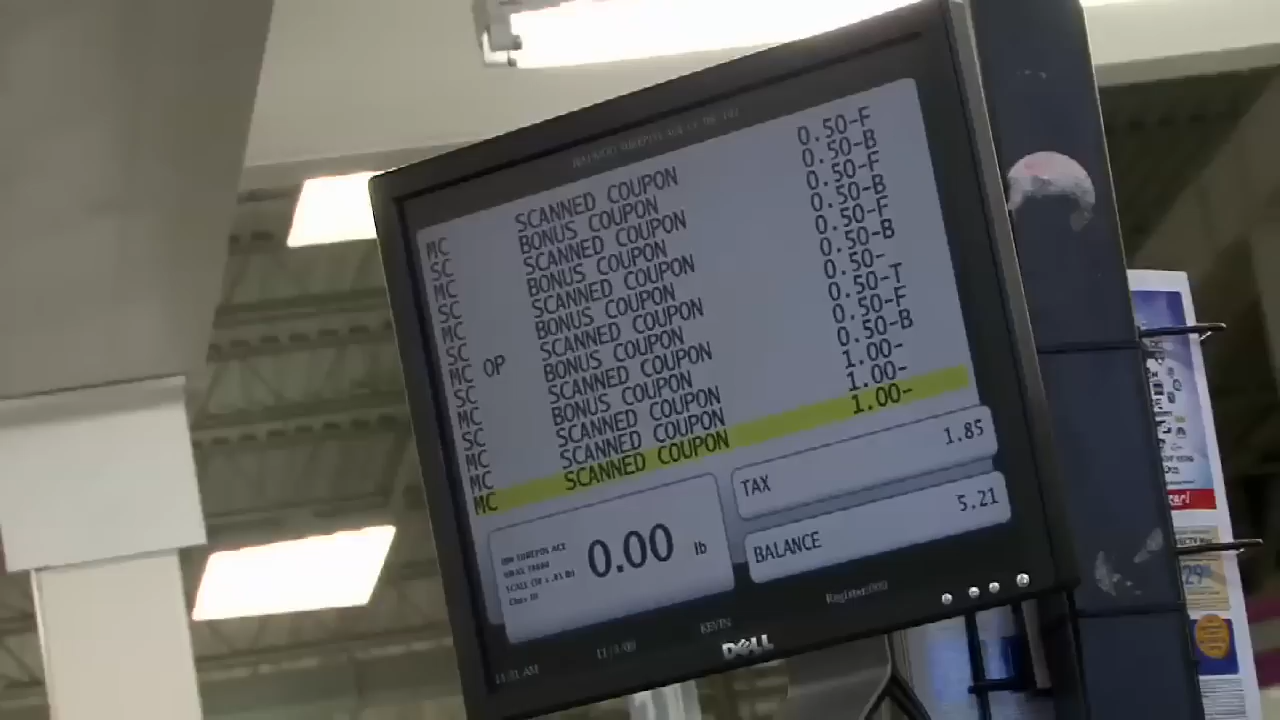 MC SCANNED COUPON 0.50-F
SC BONUS COUPON 0.50-B
MC SCANNED COUPON 0.50-F
SC BONUS COUPON 0.50-B
MC SCANNED COUPON 0.50-F
SC BONUS COUPON 0.50-B
MC OP SCANNED COUPON 0.50-
SC BONUS COUPON 0.50-T
MC SCANNED COUPON 0.50-F
SC BONUS COUPON 0.50-B
MC SCANNED COUPON 1.00-
MC SCANNED COUPON 1.00-
MC SCANNED COUPON 1.00-
TAX 1.85
0.00 lb
BALANCE 5.21
KEVIN
DELL